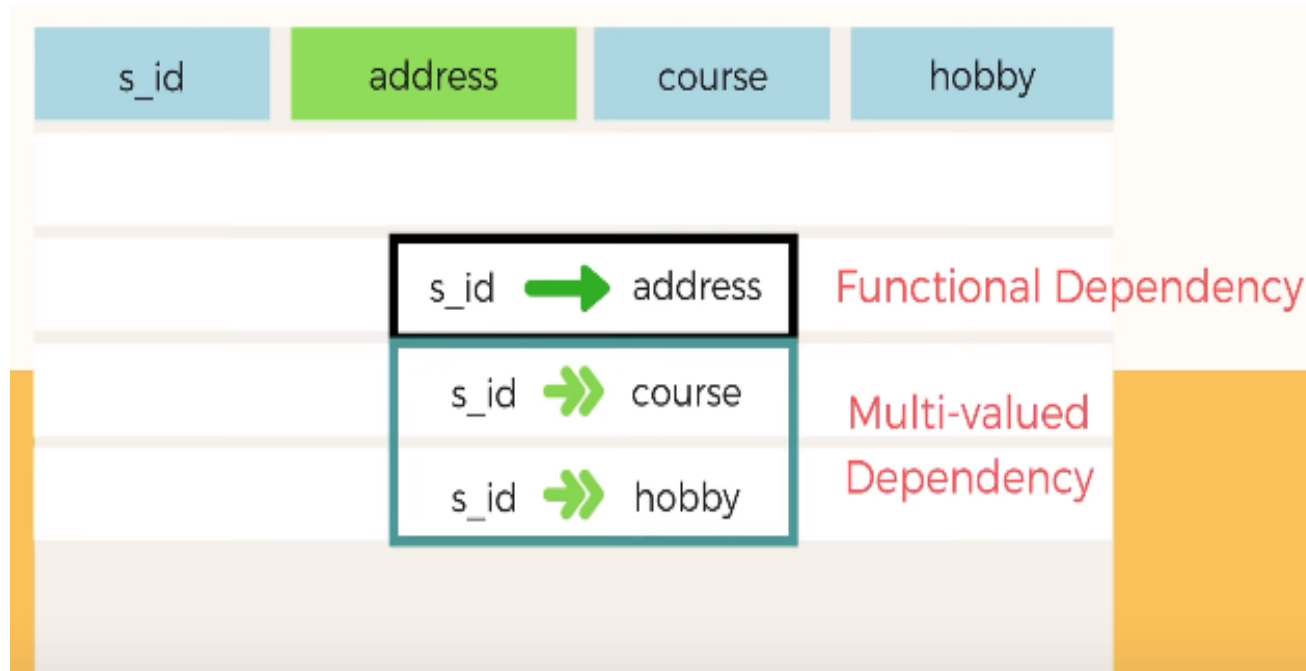 s_id address course hobby
s_id address Functional Dependency
s_id course
Multi-valued
Dependency
s_id hobby